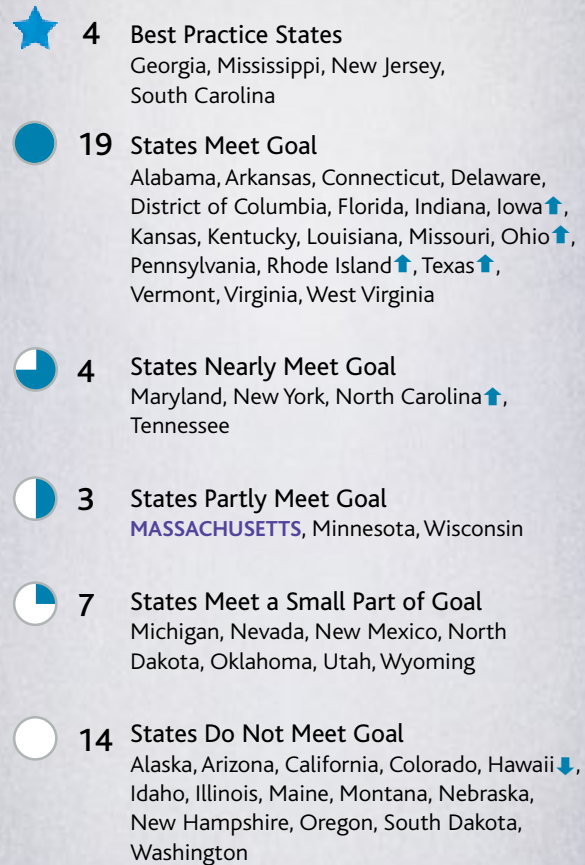 4 Best Practice States
Georgia, Mississippi, New Jersey,
South Carolina
19 States Meet Goal
Alabama, Arkansas, Connecticut, Delaware,
District of Columbia, Florida, Indiana, Iowa⬆,
Kansas, Kentucky, Louisiana, Missouri, Ohio⬆,
Pennsylvania, Rhode Island⬆, Texas⬆,
Vermont, Virginia, West Virginia
4 States Nearly Meet Goal
Maryland, New York, North Carolina⬆,
Tennessee
3 States Partly Meet Goal
MASSACHUSETTS, Minnesota, Wisconsin
7 States Meet a Small Part of Goal
Michigan, Nevada, New Mexico, North
Dakota, Oklahoma, Utah, Wyoming
14 States Do Not Meet Goal
Alaska, Arizona, California, Colorado, Hawaii⬇,
Idaho, Illinois, Maine, Montana, Nebraska,
New Hampshire, Oregon, South Dakota,
Washington